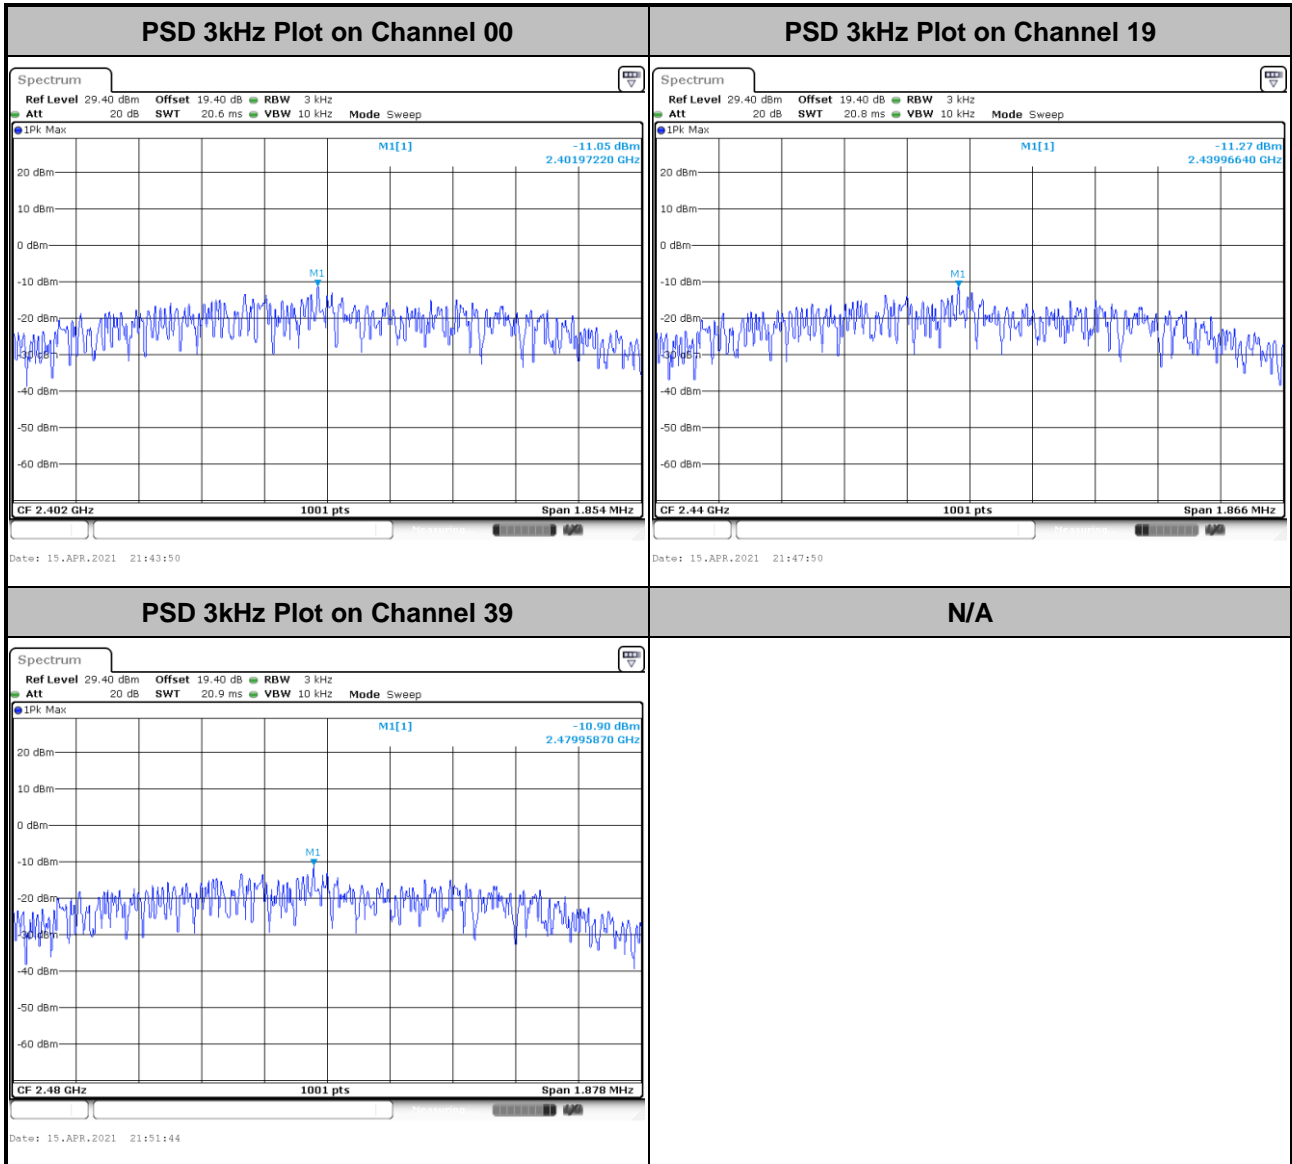 PSD 3kHz Plot on Channel 00
Spectrum
Ref Level 29.40 dBm Offset 19.40 dB RBW 3 kHz
Att 20 dB SWT 20.6 ms VBW 10 kHz Mode Sweep
1Pk Max
M1[1] -11.05 dBm
2.40197220 GHz
20 dBm
10 dBm
0 dBm
M1
-10 dBm
-20 dBm
-30 dBm
-40 dBm
-50 dBm
-60 dBm
CF 2.402 GHz 1001 pts Span 1.854 MHz
Measuring
Date: 15.APR.2021 21:43:50
PSD 3kHz Plot on Channel 19
Spectrum
Ref Level 29.40 dBm Offset 19.40 dB RBW 3 kHz
Att 20 dB SWT 20.8 ms VBW 10 kHz Mode Sweep
1Pk Max
M1[1] -11.27 dBm
2.43996640 GHz
20 dBm
10 dBm
0 dBm
M1
-10 dBm
-20 dBm
-30 dBm
-40 dBm
-50 dBm
-60 dBm
CF 2.44 GHz 1001 pts Span 1.866 MHz
Measuring
Date: 15.APR.2021 21:47:50
PSD 3kHz Plot on Channel 39
Spectrum
Ref Level 29.40 dBm Offset 19.40 dB RBW 3 kHz
Att 20 dB SWT 20.9 ms VBW 10 kHz Mode Sweep
1Pk Max
M1[1] -10.90 dBm
2.47995870 GHz
20 dBm
10 dBm
0 dBm
M1
-10 dBm
-20 dBm
-30 dBm
-40 dBm
-50 dBm
-60 dBm
CF 2.48 GHz 1001 pts Span 1.878 MHz
Measuring
Date: 15.APR.2021 21:51:44
N/A